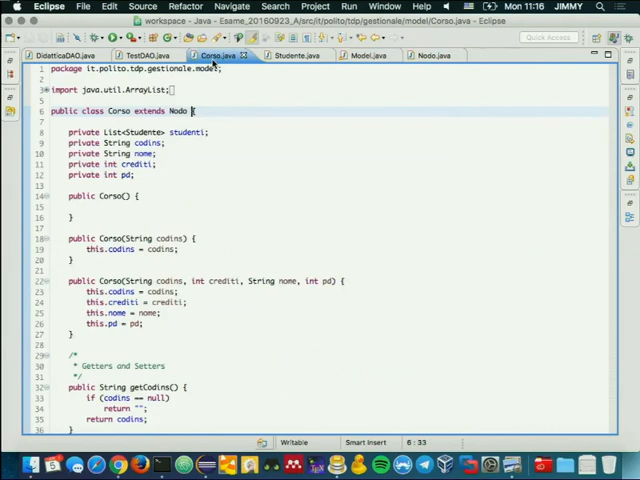 Eclipse File Edit Source Refactor Navigate Search Project Run Window Help Mon 11:16 JIMMY
workspace - Java - Esame_20160923_A/src/it/polito/tdp/gestionale/model/Corso.java - Eclipse
Quick Access
DidatticaDAO.java TestDAO.java Corso.java Studente.java Model.java Nodo.java
1 package it.polito.tdp.gestionale.model;
2
3 import java.util.ArrayList;
5
6 public class Corso extends Nodo {
7
8 private List<Studente> studenti;
9 private String codins;
10 private String nome;
11 private int crediti;
12 private int pd;
13
14 public Corso() {
15
16 }
17
18 public Corso(String codins) {
19 this.codins = codins;
20 }
21
22 public Corso(String codins, int crediti, String nome, int pd) {
23 this.codins = codins;
24 this.crediti = crediti;
25 this.nome = nome;
26 this.pd = pd;
27 }
28
29 /*
30 * Getters and Setters
31 */
32 public String getCodins() {
33 if (codins == null)
34 return "";
35 return codins;
36 }
Writable Smart Insert 6 : 33